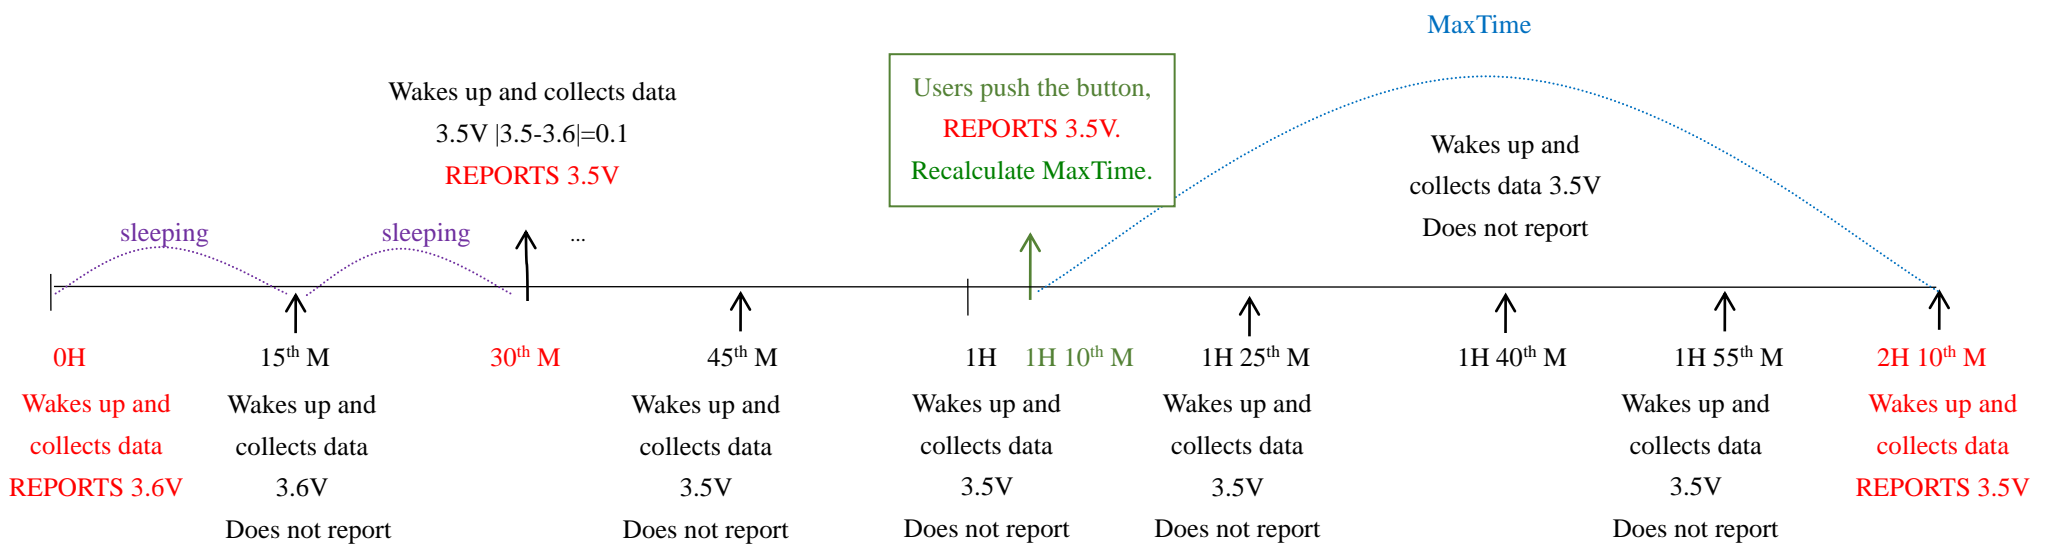 MaxTime
Wakes up and collects data
3.5V |3.5-3.6|=0.1
REPORTS 3.5V
Users push the button,
REPORTS 3.5V.
Recalculate MaxTime.
Wakes up and
collects data 3.5V
Does not report
sleeping
sleeping
...
0H
Wakes up and
collects data
REPORTS 3.6V
15th M
Wakes up and
collects data
3.6V
Does not report
30th M
45th M
Wakes up and
collects data
3.5V
Does not report
1H
Wakes up and
collects data
3.5V
Does not report
1H 10th M
1H 25th M
Wakes up and
collects data
3.5V
Does not report
1H 40th M
1H 55th M
Wakes up and
collects data
3.5V
Does not report
2H 10th M
Wakes up and
collects data
REPORTS 3.5V